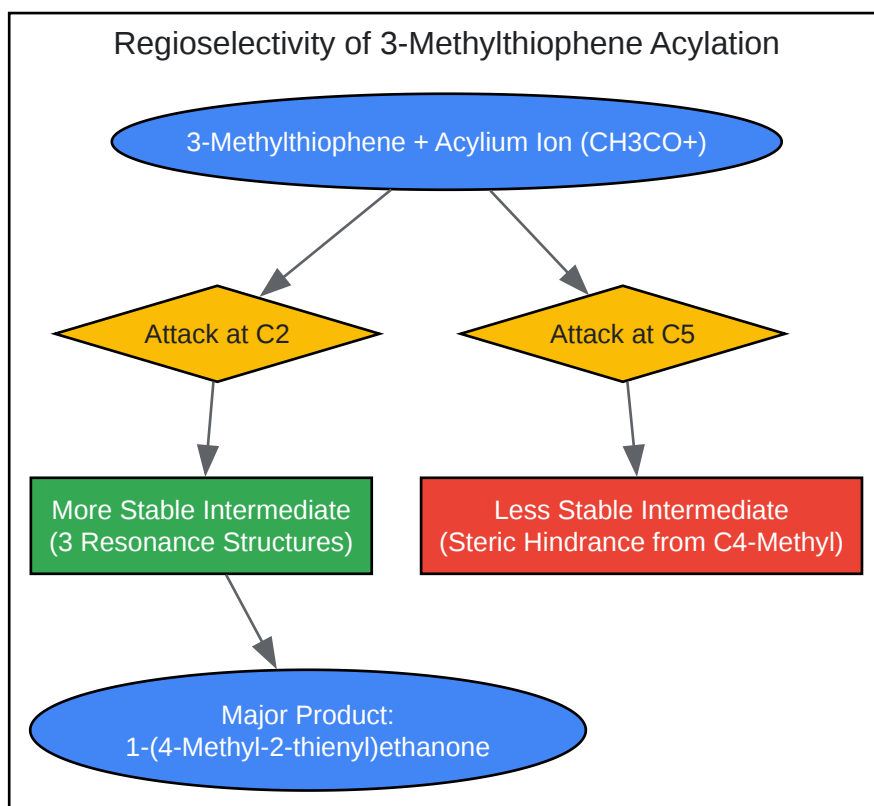 Regioselectivity of 3-Methylthiophene Acylation
3-Methylthiophene + Acylium Ion (CH3CO+)
Attack at C2
Attack at C5
More Stable Intermediate
(3 Resonance Structures)
Less Stable Intermediate
(Steric Hindrance from C4-Methyl)
Major Product:
1-(4-Methyl-2-thienyl)ethanone